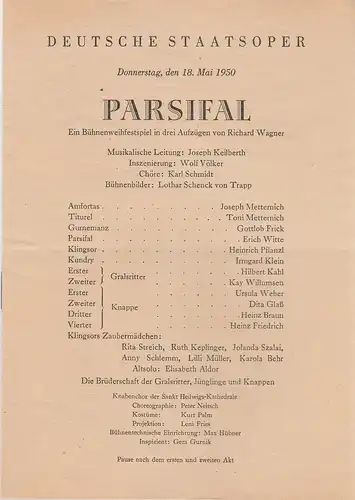 DEUTSCHE STAATSOPER
Donnerstag, den 18. Mai 1950
PARSIFAL
Ein Bühnenweihfestspiel in drei Aufzügen von Richard Wagner
Musikalische Leitung: Joseph Keilberth
Inszenierung: Wolf Völker
Chöre: Karl Schmidt
Bühnenbilder: Lothar Schenck von Trapp
Amfortas . . . . . . . . Joseph Metternich
Titurel . . . . . . . . Toni Metternich
Gurnemanz . . . . . . . . Gottlob Frick
Parsifal . . . . . . . . Erich Witte
Klingsor . . . . . . . . Heinrich Pflanzl
Kundry . . . . . . . . Irmgard Klein
Erster } Gralsritter . . . . . Hilbert Kahl
Zweiter } . . . . . Kay Willumsen
Erster } Knappe . . . . . Ursula Weber
Zweiter } . . . . . Dita Glaß
Dritter } . . . . . Heinz Braun
Vierter } . . . . . Heinz Friedrich
Klingsors Zaubermädchen:
Rita Streich, Ruth Keplinger, Jolanda Szalai,
Anny Schlemm, Lilli Müller, Karola Behr
Altsolo: Elisabeth Aldor
Die Brüderschaft der Gralsritter, Jünglinge und Knappen
Knabenchor der Sankt Hedwigs-Kathedrale
Choreographie: Peter Neitsch
Kostüme: Kurt Palm
Projektion: Leni Fries
Bühnentechnische Einrichtung: Max Hübner
Inspizient: Gera Gursik
Pause nach dem ersten und zweiten Akt